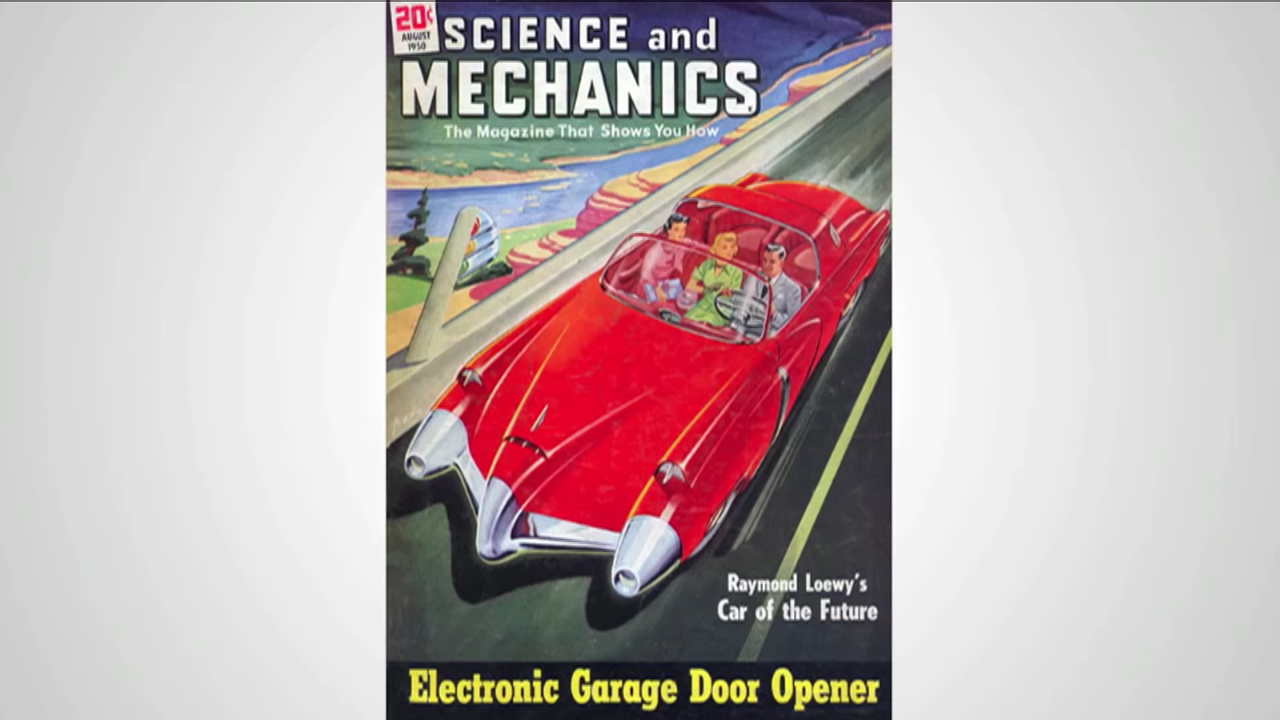 20¢
AUGUST
1950
SCIENCE and
MECHANICS
The Magazine That Shows You How
Raymond Loewy's
Car of the Future
Electronic Garage Door Opener